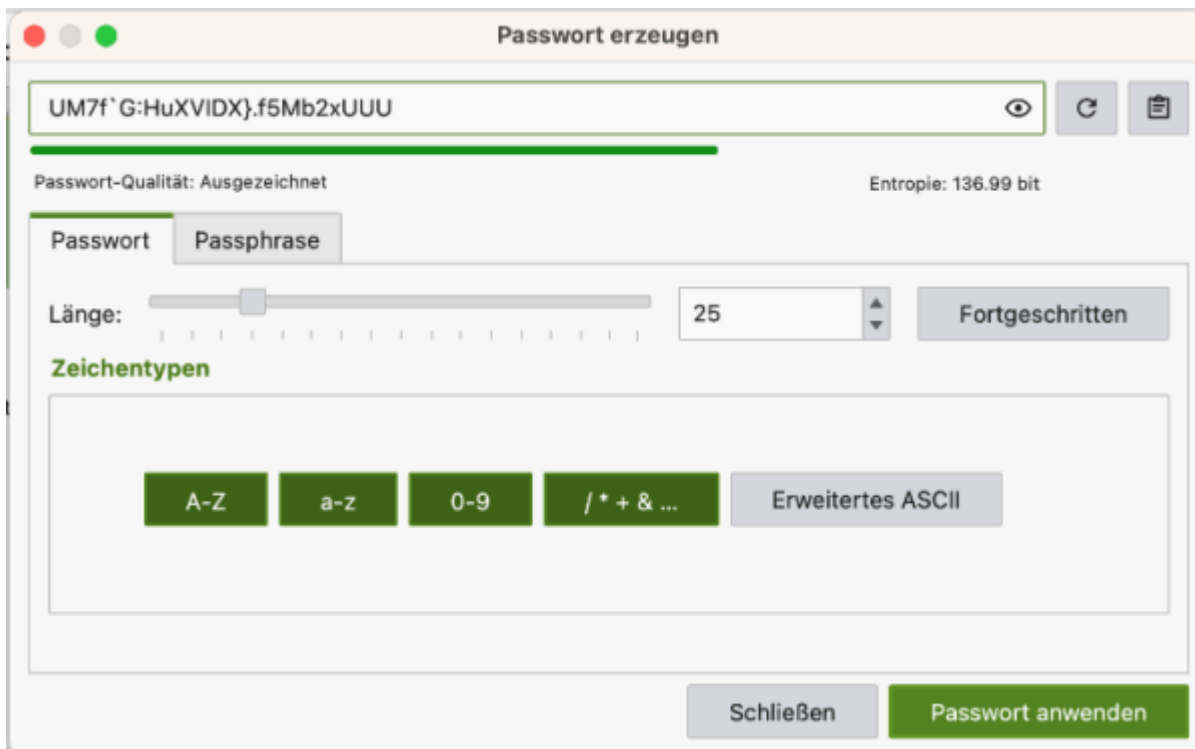 Passwort erzeugen
UM7f`G:HuXVIDX}.f5Mb2xUUU
Passwort-Qualität: Ausgezeichnet Entropie: 136.99 bit
Passwort Passphrase
Länge: 25 Fortgeschritten
Zeichentypen
A-Z a-z 0-9 / * + & ... Erweitertes ASCII
Schließen Passwort anwenden